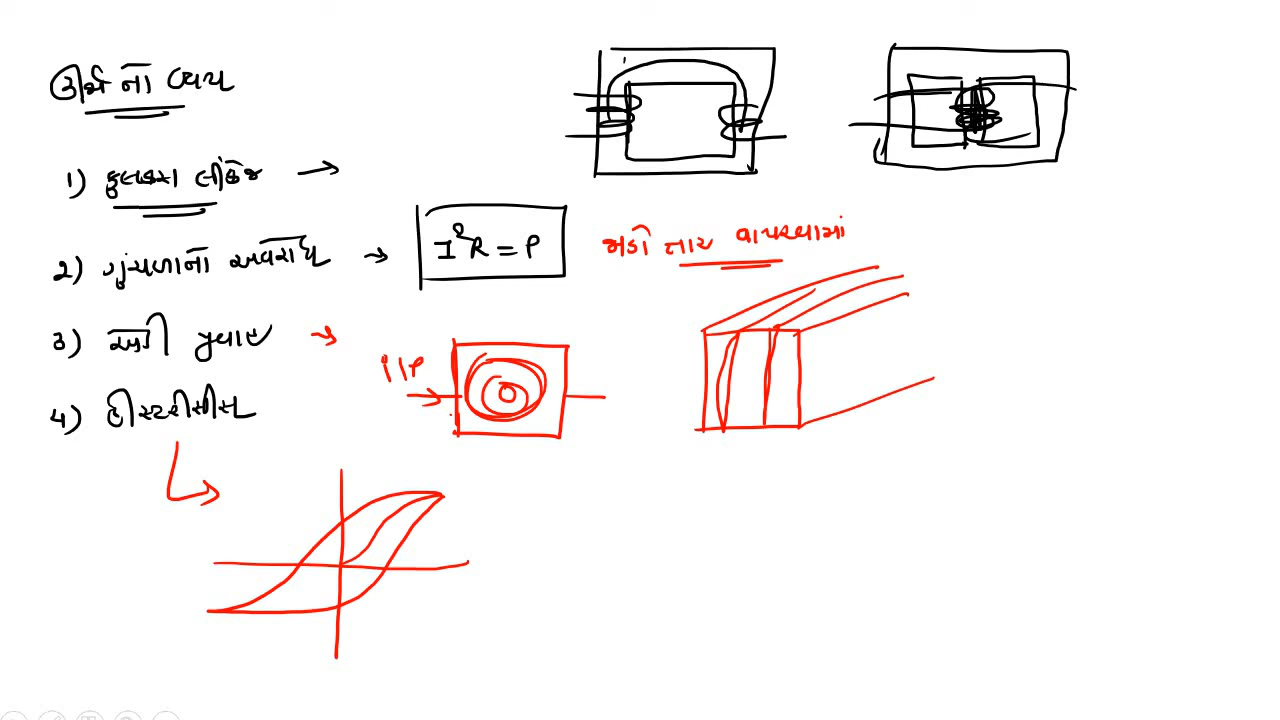 ઊર્જાનો વ્યય
1) ફ્લક્સ લીકેજ →
2) ગુંચળાનો અવરોધ → I²R = P
જાડો તાર વાપરવામાં
3) એડી પ્રવાહ →
I/P
4) હીસ્ટરીસીસ